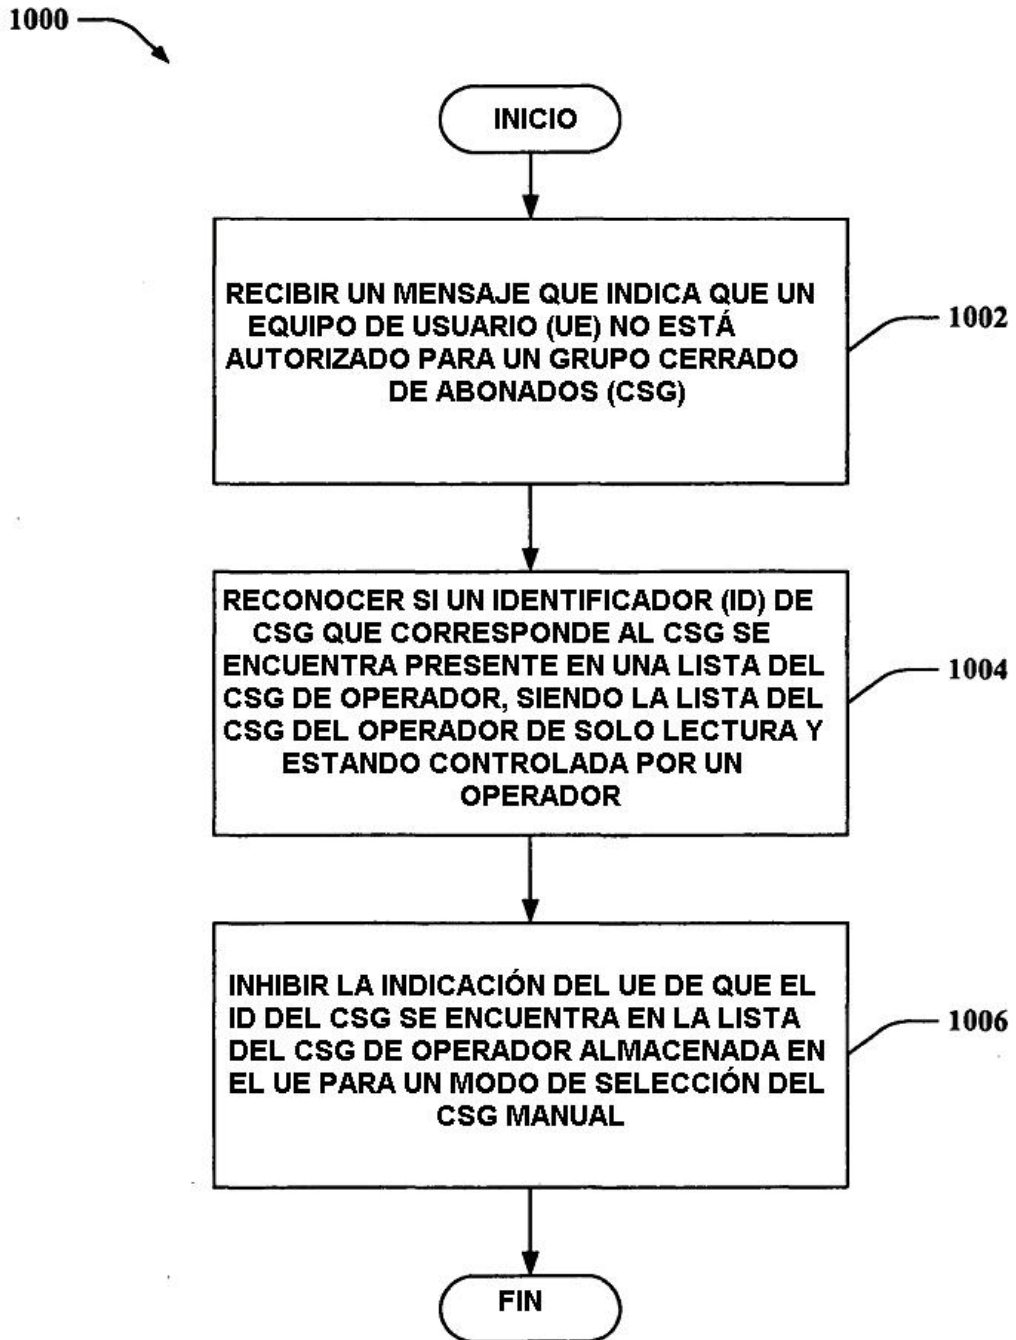 1000
INICIO
RECIBIR UN MENSAJE QUE INDICA QUE UN
EQUIPO DE USUARIO (UE) NO ESTÁ
AUTORIZADO PARA UN GRUPO CERRADO
DE ABONADOS (CSG)
1002
RECONOCER SI UN IDENTIFICADOR (ID) DE
CSG QUE CORRESPONDE AL CSG SE
ENCUENTRA PRESENTE EN UNA LISTA DEL
CSG DE OPERADOR, SIENDO LA LISTA DEL
CSG DEL OPERADOR DE SOLO LECTURA Y
ESTANDO CONTROLADA POR UN
OPERADOR
1004
INHIBIR LA INDICACIÓN DEL UE DE QUE EL
ID DEL CSG SE ENCUENTRA EN LA LISTA
DEL CSG DE OPERADOR ALMACENADA EN
EL UE PARA UN MODO DE SELECCIÓN DEL
CSG MANUAL
1006
FIN